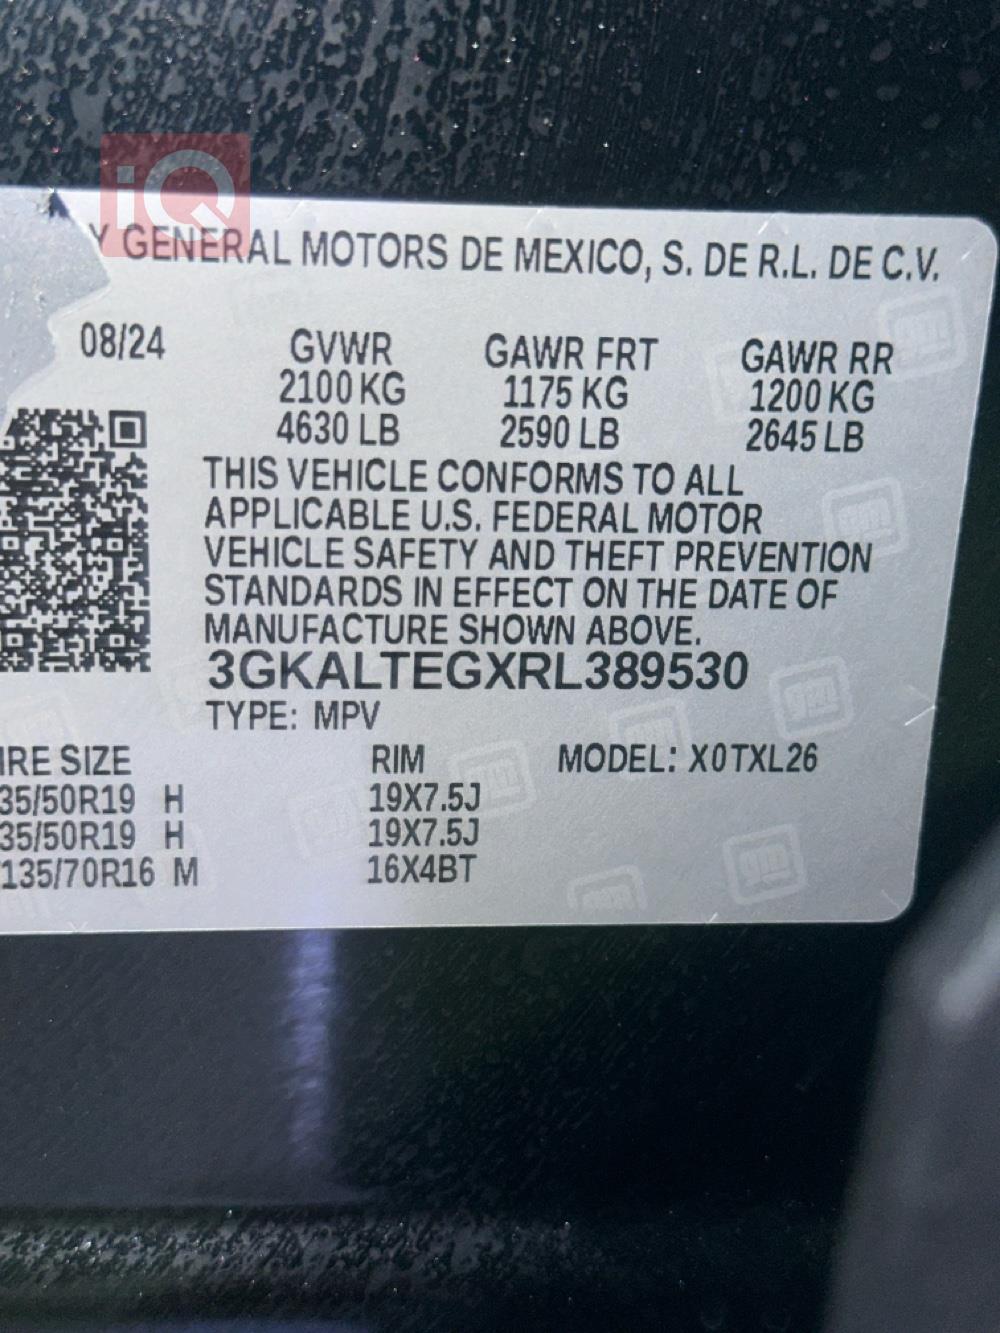 iQ
Y GENERAL MOTORS DE MEXICO, S. DE R.L. DE C.V.
08/24 GVWR GAWR FRT GAWR RR
2100 KG 1175 KG 1200 KG
4630 LB 2590 LB 2645 LB
THIS VEHICLE CONFORMS TO ALL
APPLICABLE U.S. FEDERAL MOTOR
VEHICLE SAFETY AND THEFT PREVENTION
STANDARDS IN EFFECT ON THE DATE OF
MANUFACTURE SHOWN ABOVE.
3GKALTEGXRL389530
TYPE: MPV
IRE SIZE RIM MODEL: X0TXL26
35/50R19 H 19X7.5J
35/50R19 H 19X7.5J
135/70R16 M 16X4BT